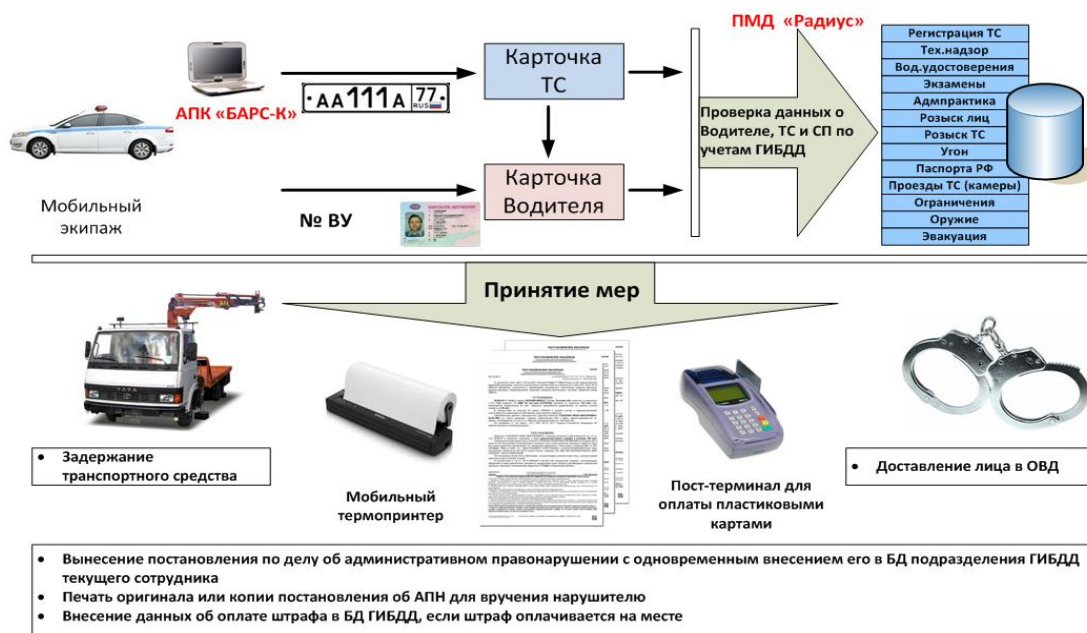 ПМД «Радиус»
АПК «БАРС-К»
АА111А 77
RUS
Карточка
ТС
Регистрация ТС
Тех.надзор
Вод.удостоверения
Экзамены
Адмпрактика
Розыск лиц
Розыск ТС
Угон
Паспорта РФ
Проезды ТС (камеры)
Ограничения
Оружие
Эвакуация
Проверка данных о
Водителе, ТС и СП по
учетам ГИБДД
Мобильный
экипаж
№ ВУ
Карточка
Водителя
Принятие мер
• Задержание
транспортного средства
Мобильный
термопринтер
Пост-терминал для
оплаты пластиковыми
картами
• Доставление лица в ОВД
• Вынесение постановления по делу об административном правонарушении с одновременным внесением его в БД подразделения ГИБДД
текущего сотрудника
• Печать оригинала или копии постановления об АПН для вручения нарушителю
• Внесение данных об оплате штрафа в БД ГИБДД, если штраф оплачивается на месте